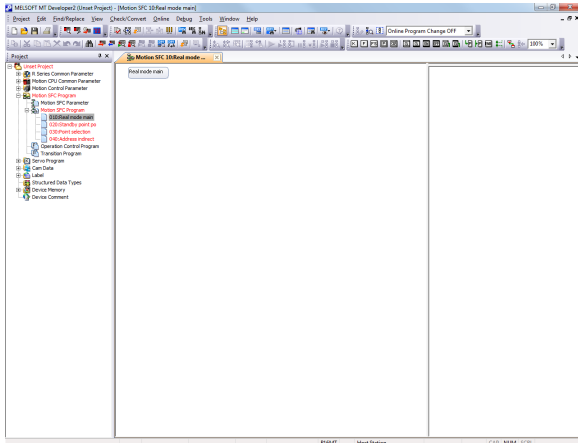 MELSOFT MT Developer2 (Unset Project) - [Motion SFC 10:Real mode main]
Project Edit Find/Replace View Check/Convert Online Debug Tools Window Help
Online Program Change OFF
100%
Project
Motion SFC 10:Real mode ...
Unset Project
R Series Common Parameter
Motion CPU Common Parameter
Motion Control Parameter
Motion SFC Program
Motion SFC Parameter
Motion SFC Program
010:Real mode main
020:Standby point po
030:Point selection
040:Address indirect
Operation Control Program
Transition Program
Servo Program
Cam Data
Label
Structured Data Types
Device Memory
Device Comment
Real mode main
R16MT Host Station CAP NUM SCR